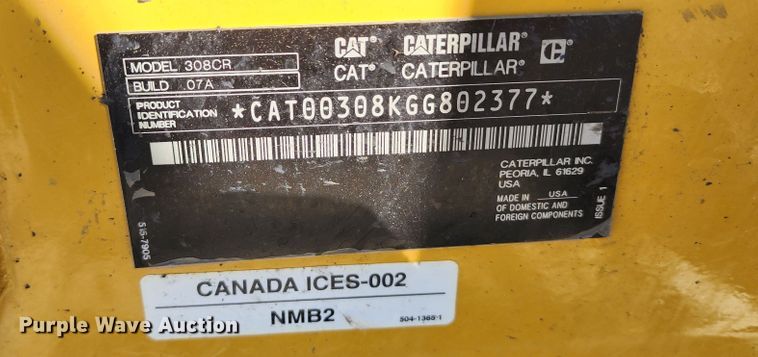 CAT® CATERPILLAR® C
CAT® CATERPILLAR®
MODEL 308CR
BUILD 07A
PRODUCT
IDENTIFICATION
NUMBER
*CAT00308KGG802377*
CATERPILLAR INC.
PEORIA, IL 61629
USA
MADE IN USA
OF DOMESTIC AND
FOREIGN COMPONENTS
ISSUE 1
515-7905
CANADA ICES-002
NMB2
504-1365-1
Purple Wave Auction